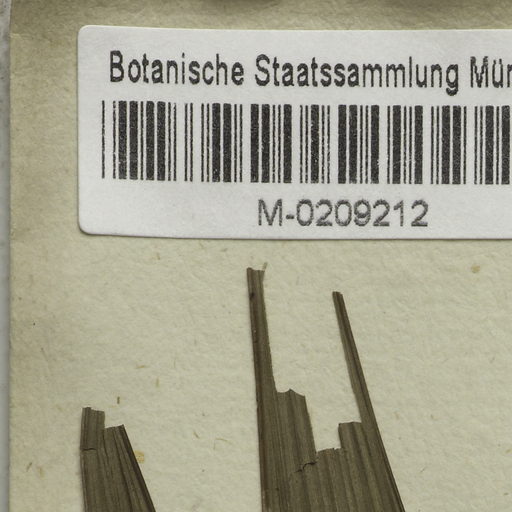 Botanische Staatssammlung Mün
M-0209212